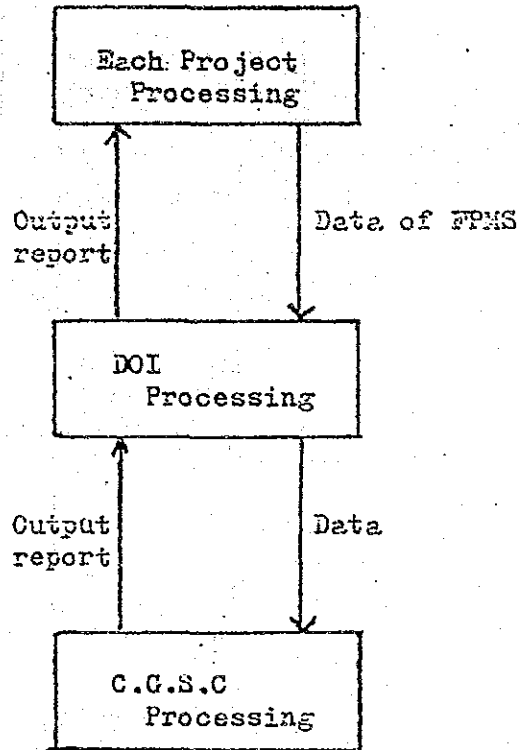 Each Project
Processing
Output
report
Data of FPMS
DOI
Processing
Output
report
Data
C.G.S.C
Processing